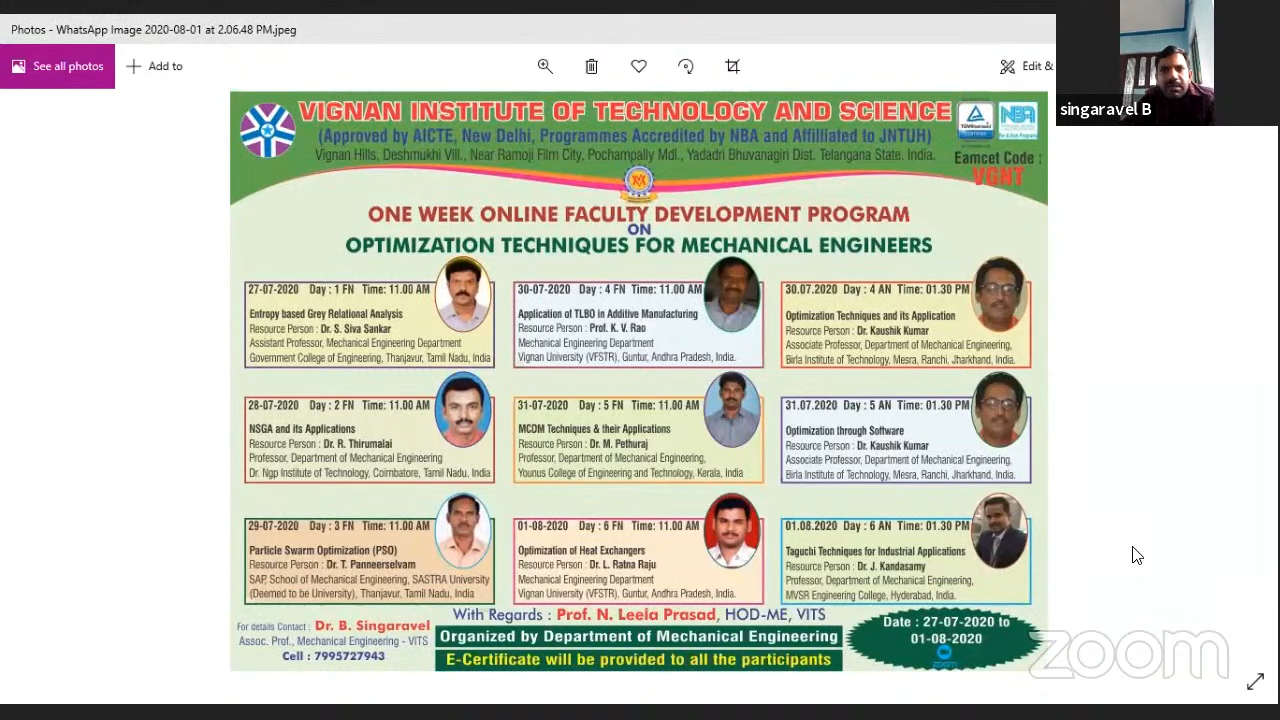 Photos - WhatsApp Image 2020-08-01 at 2.06.48 PM.jpeg
See all photos
Add to
Edit &
singaravel B
VIGNAN INSTITUTE OF TECHNOLOGY AND SCIENCE
(Approved by AICTE, New Delhi, Programmes Accredited by NBA and Affilliated to JNTUH)
Vignan Hills, Deshmukhi Vill., Near Ramoji Film City, Pochampally Mdl., Yadadri Bhuvanagiri Dist. Telangana State. India.
NBA
Eamcet Code :
VGNT
ONE WEEK ONLINE FACULTY DEVELOPMENT PROGRAM
ON
OPTIMIZATION TECHNIQUES FOR MECHANICAL ENGINEERS
27-07-2020 Day : 1 FN Time: 11.00 AM
Entropy based Grey Relational Analysis
Resource Person : Dr. S. Siva Sankar
Assistant Professor, Mechanical Engineering Department
Government College of Engineering, Thanjavur, Tamil Nadu, India
30-07-2020 Day : 4 FN Time: 11.00 AM
Application of TLBO in Additive Manufacturing
Resource Person : Prof. K. V. Rao
Mechanical Engineering Department
Vignan University (VFSTR), Guntur, Andhra Pradesh, India.
30.07.2020 Day : 4 AN Time: 01.30 PM
Optimization Techniques and its Application
Resource Person : Dr. Kaushik Kumar
Associate Professor, Department of Mechanical Engineering,
Birla Institute of Technology, Mesra, Ranchi, Jharkhand, India.
28-07-2020 Day : 2 FN Time: 11.00 AM
NSGA and its Applications
Resource Person : Dr. R. Thirumalai
Professor, Department of Mechanical Engineering
Dr. Ngp Institute of Technology, Coimbatore, Tamil Nadu, India
31-07-2020 Day : 5 FN Time: 11.00 AM
MCDM Techniques & their Applications
Resource Person : Dr. M. Pethuraj
Professor, Department of Mechanical Engineering,
Younus College of Engineering and Technology, Kerala, India
31.07.2020 Day : 5 AN Time: 01.30 PM
Optimization through Software
Resource Person : Dr. Kaushik Kumar
Associate Professor, Department of Mechanical Engineering,
Birla Institute of Technology, Mesra, Ranchi, Jharkhand, India.
29-07-2020 Day : 3 FN Time: 11.00 AM
Particle Swarm Optimization (PSO)
Resource Person : Dr. T. Panneerselvam
SAP, School of Mechanical Engineering, SASTRA University
(Deemed to be University), Thanjavur, Tamil Nadu, India
01-08-2020 Day : 6 FN Time: 11.00 AM
Optimization of Heat Exchangers
Resource Person : Dr. L. Ratna Raju
Mechanical Engineering Department
Vignan University (VFSTR), Guntur, Andhra Pradesh, India.
01.08.2020 Day : 6 AN Time: 01.30 PM
Taguchi Techniques for Industrial Applications
Resource Person : Dr. J. Kandasamy
Professor, Department of Mechanical Engineering,
MVSR Engineering College, Hyderabad, India.
For details Contact : Dr. B. Singaravel
Assoc. Prof., Mechanical Engineering - VITS
Cell : 7995727943
With Regards : Prof. N. Leela Prasad, HOD-ME, VITS
Organized by Department of Mechanical Engineering
E-Certificate will be provided to all the participants
Date : 27-07-2020 to
01-08-2020
zoom
zoom